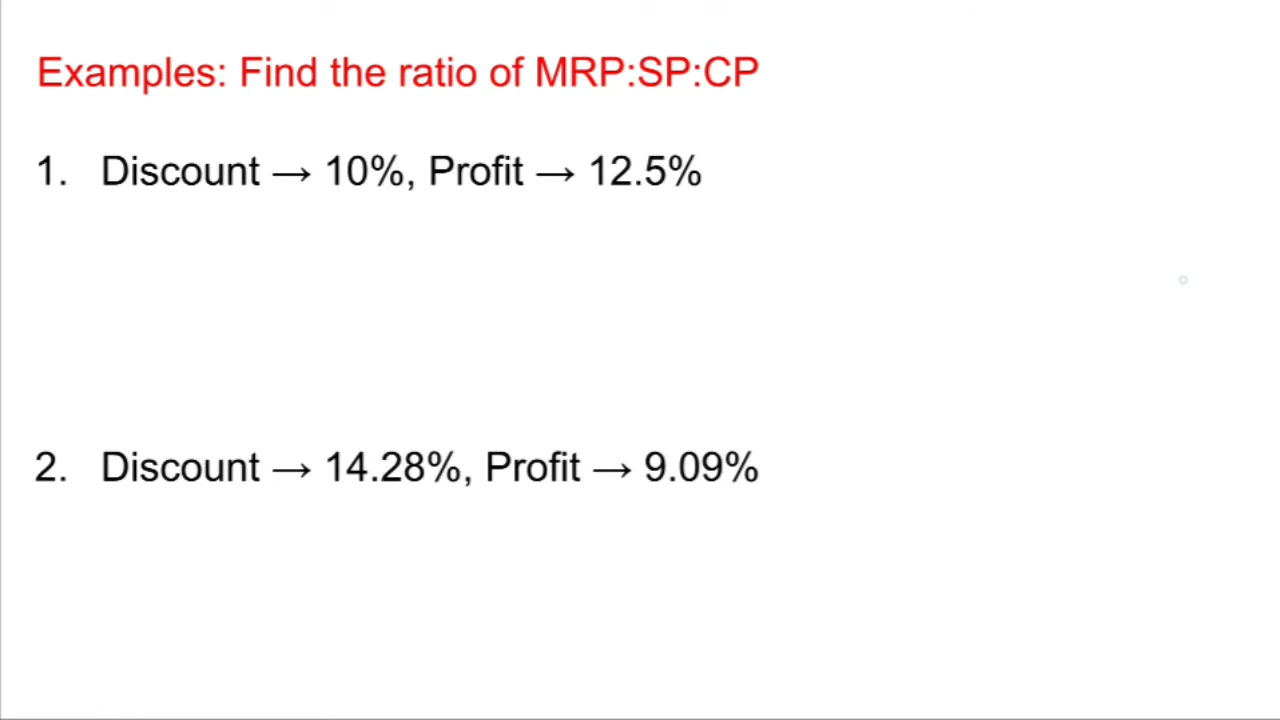 Examples: Find the ratio of MRP:SP:CP
1. Discount → 10%, Profit → 12.5%
2. Discount → 14.28%, Profit → 9.09%